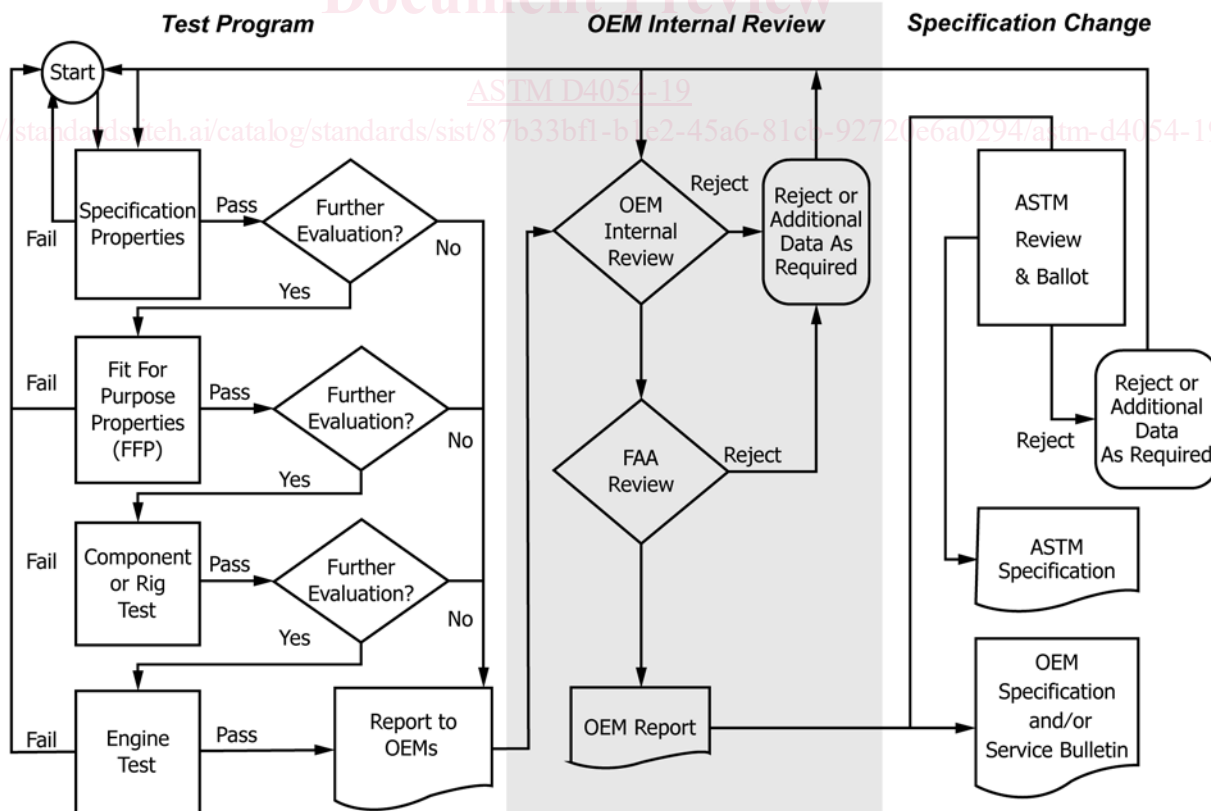 Document Preview
Test Program
OEM Internal Review
Specification Change
Start
ASTM D4054-19
/standards.iteh.ai/catalog/standards/sist/87b33bf1-b1e2-45a6-81cb-92720e6a0294/astm-d4054-19
Specification
Properties
Pass
Fail
Further
Evaluation?
No
Yes
Fit For
Purpose
Properties
(FFP)
Fail
Pass
Further
Evaluation?
No
Yes
Component
or Rig
Test
Fail
Pass
Further
Evaluation?
No
Yes
Engine
Test
Fail
Pass
Report to
OEMs
OEM
Internal
Review
Reject
Reject or
Additional
Data As
Required
FAA
Review
Reject
OEM Report
ASTM
Review
& Ballot
Reject
Reject or
Additional
Data
As Required
ASTM
Specification
OEM
Specification
and/or
Service Bulletin